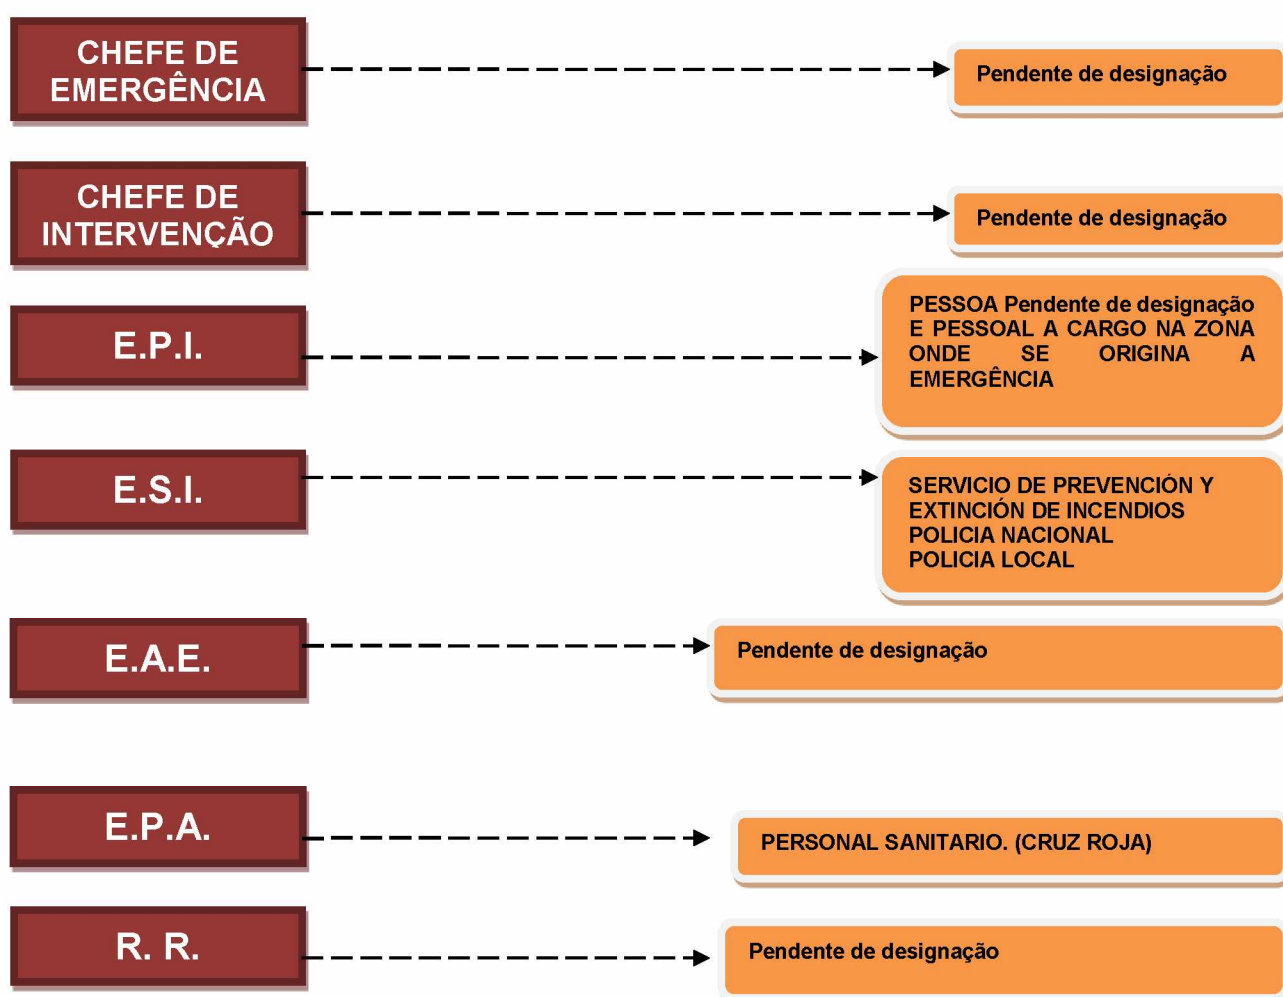 CHEFE DE
EMERGÊNCIA
Pendente de designação
CHEFE DE
INTERVENÇÃO
Pendente de designação
E.P.I.
PESSOA Pendente de designação
E PESSOAL A CARGO NA ZONA
ONDE SE ORIGINA A
EMERGÊNCIA
E.S.I.
SERVICIO DE PREVENCIÓN Y
EXTINCIÓN DE INCENDIOS
POLICIA NACIONAL
POLICIA LOCAL
E.A.E.
Pendente de designação
E.P.A.
PERSONAL SANITARIO. (CRUZ ROJA)
R. R.
Pendente de designação